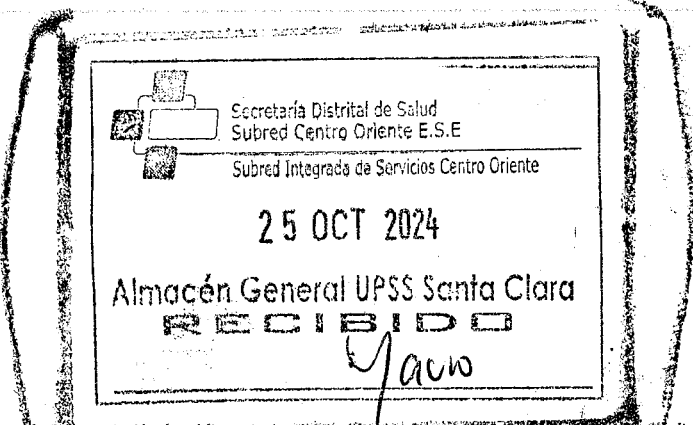 Secretaría Distrital de Salud
Subred Centro Oriente E.S.E
Subred Integrada de Servicios Centro Oriente
25 OCT 2024
Almacén General UPSS Santa Clara
RECIBIDO